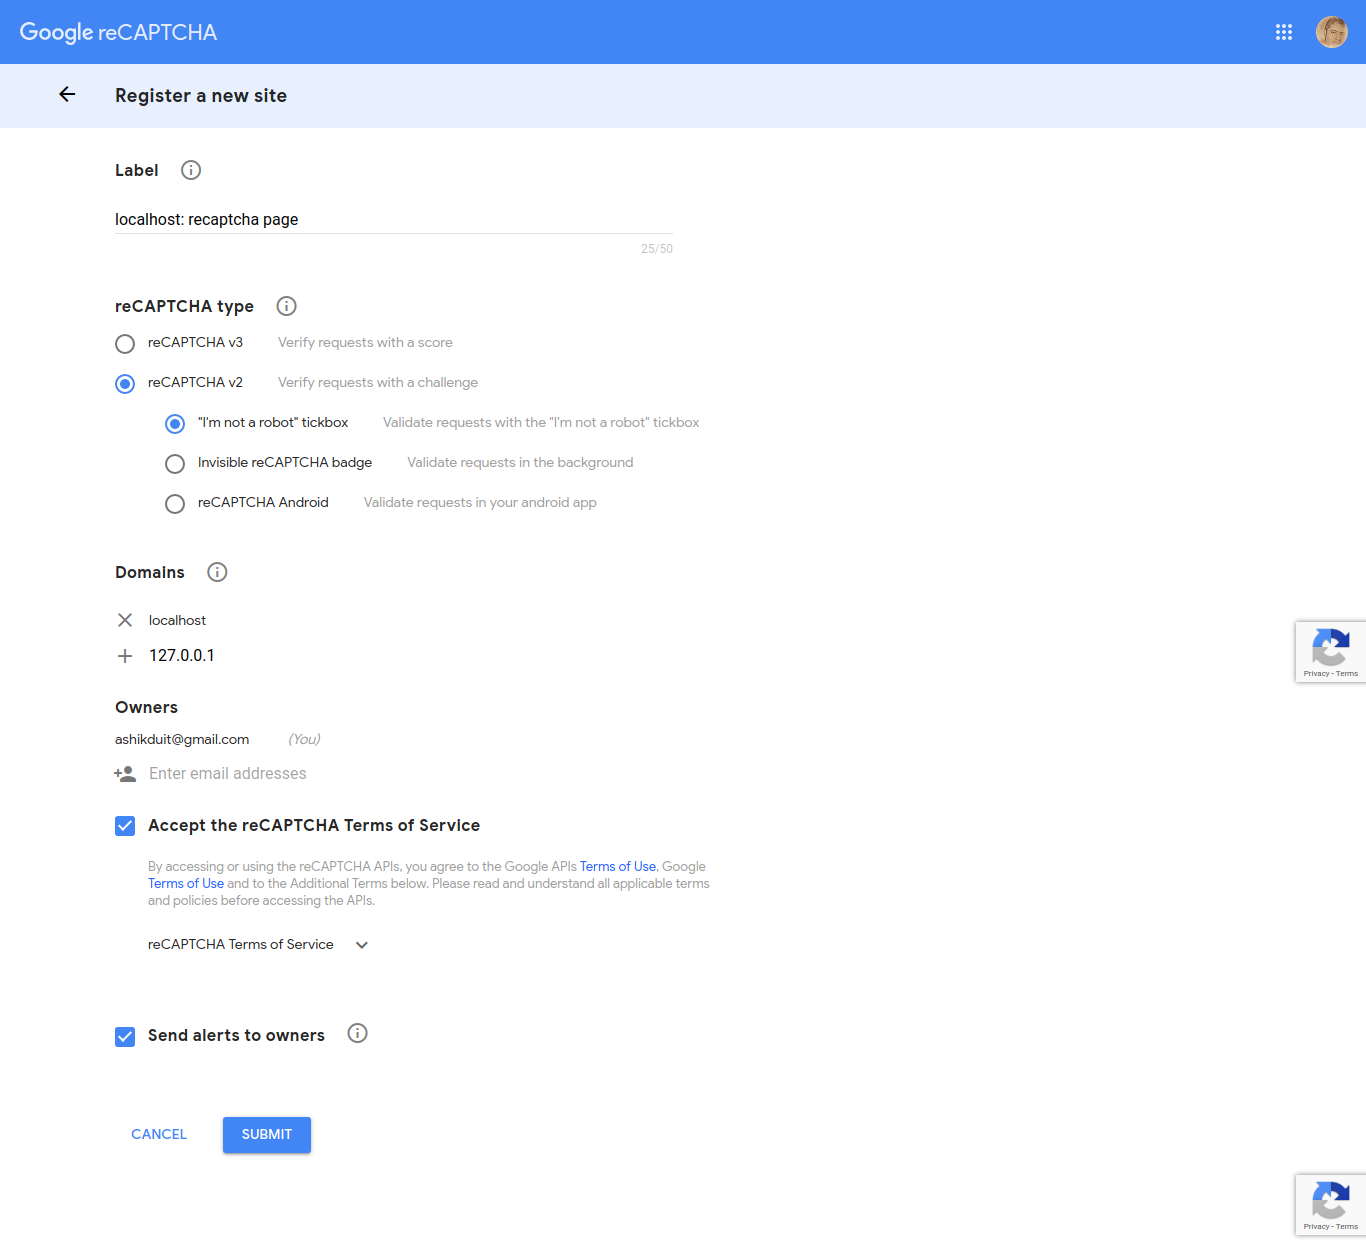 Google reCAPTCHA
Register a new site
Label
localhost: recaptcha page
25/50
reCAPTCHA type
reCAPTCHA v3 Verify requests with a score
reCAPTCHA v2 Verify requests with a challenge
"I'm not a robot" tickbox Validate requests with the "I'm not a robot" tickbox
Invisible reCAPTCHA badge Validate requests in the background
reCAPTCHA Android Validate requests in your android app
Domains
localhost
127.0.0.1
Privacy - Terms
Owners
ashikduit@gmail.com (You)
Enter email addresses
Accept the reCAPTCHA Terms of Service
By accessing or using the reCAPTCHA APIs, you agree to the Google APIs Terms of Use, Google
Terms of Use and to the Additional Terms below. Please read and understand all applicable terms
and policies before accessing the APIs.
reCAPTCHA Terms of Service
Send alerts to owners
CANCEL SUBMIT
Privacy - Terms